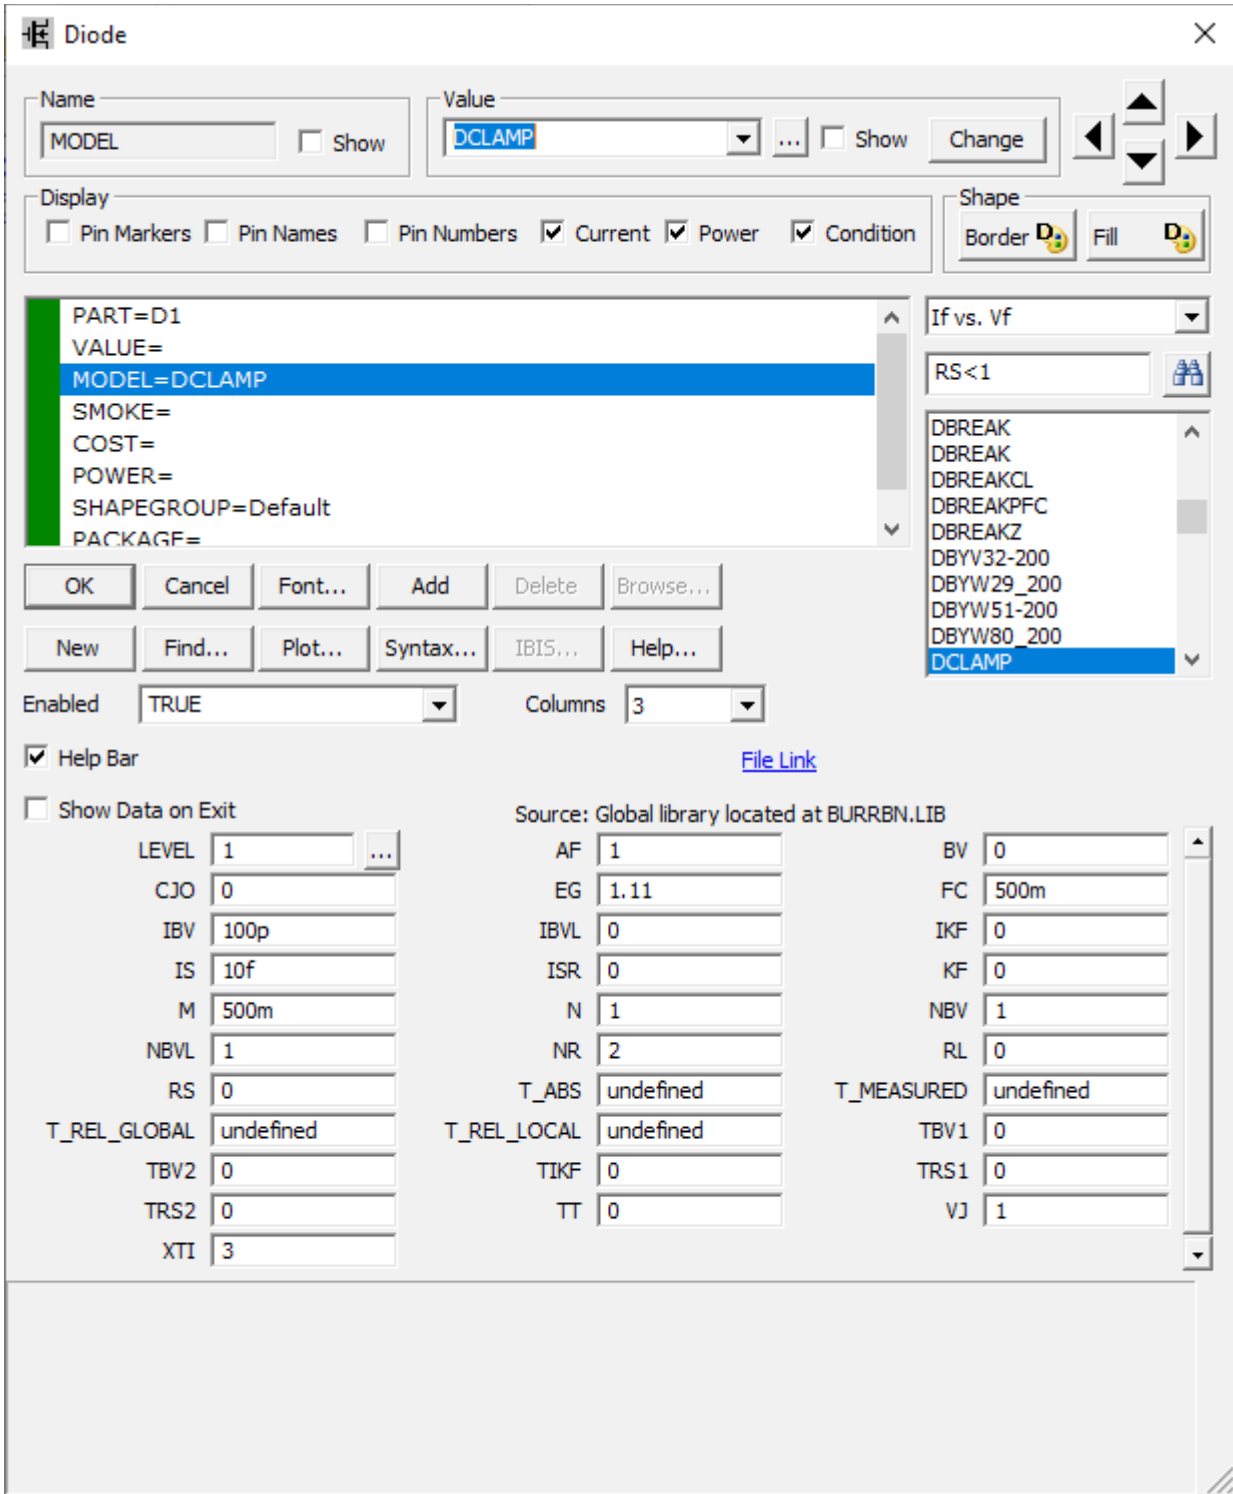 Diode
Name
Value
MODEL Show DCLAMP ... Show Change
Display
Shape
Pin Markers Pin Names Pin Numbers Current Power Condition Border Fill
PART=D1
VALUE=
MODEL=DCLAMP
SMOKE=
COST=
POWER=
SHAPEGROUP=Default
PACKAGE=
If vs. Vf
RS<1
DBREAK
DBREAK
DBREAKCL
DBREAKPFC
DBREAKZ
DBYV32-200
DBYW29_200
DBYW51-200
DBYW80_200
DCLAMP
OK Cancel Font... Add Delete Browse...
New Find... Plot... Syntax... IBIS... Help...
Enabled TRUE Columns 3
Help Bar File Link
Show Data on Exit Source: Global library located at BURRBN.LIB
LEVEL 1 ... AF 1 BV 0
CJO 0 EG 1.11 FC 500m
IBV 100p IBVL 0 IKF 0
IS 10f ISR 0 KF 0
M 500m N 1 NBV 1
NBVL 1 NR 2 RL 0
RS 0 T_ABS undefined T_MEASURED undefined
T_REL_GLOBAL undefined T_REL_LOCAL undefined TBV1 0
TBV2 0 TIKF 0 TRS1 0
TRS2 0 TT 0 VJ 1
XTI 3